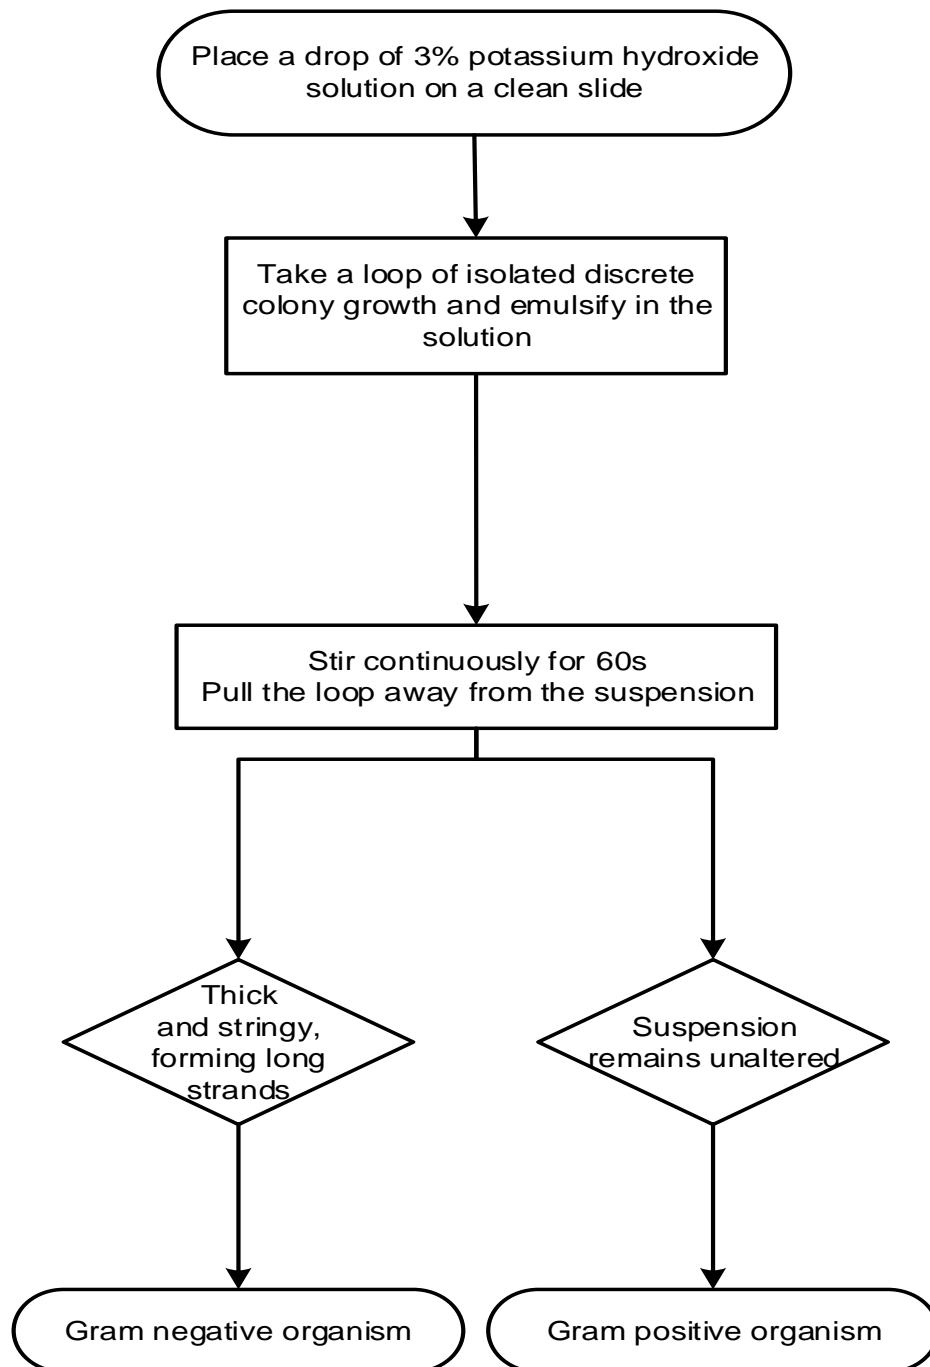 Place a drop of 3% potassium hydroxide
solution on a clean slide
Take a loop of isolated discrete
colony growth and emulsify in the
solution
Stir continuously for 60s
Pull the loop away from the suspension
Thick
and stringy,
forming long
strands
Suspension
remains unaltered
Gram negative organism
Gram positive organism